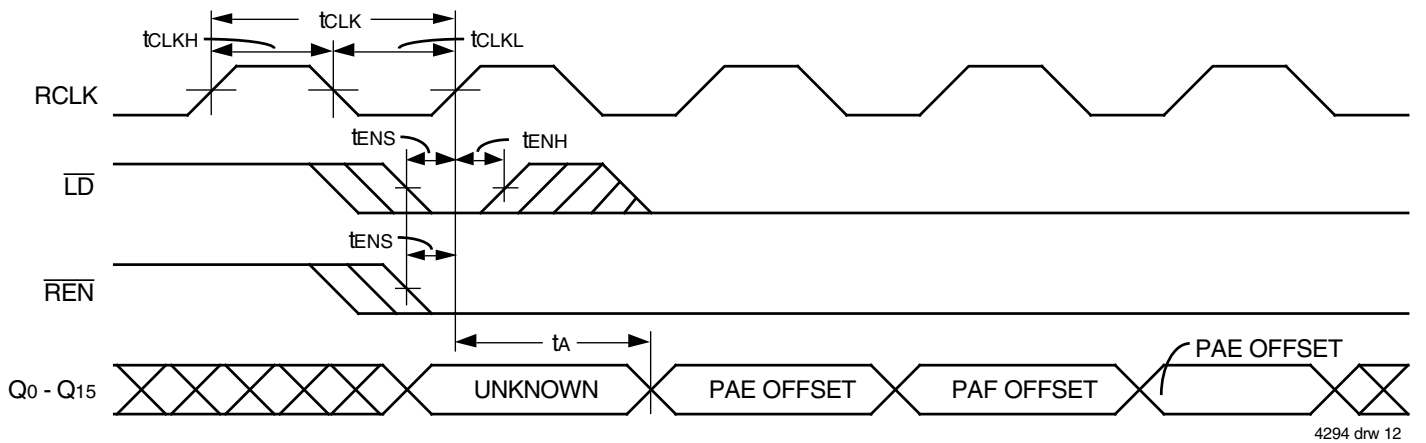 tCLK
tCLKH
tCLKL
RCLK
tENS
tENH
LD
tENS
REN
tA
PAE OFFSET
Q0 - Q15
UNKNOWN
PAE OFFSET
PAF OFFSET
4294 drw 12